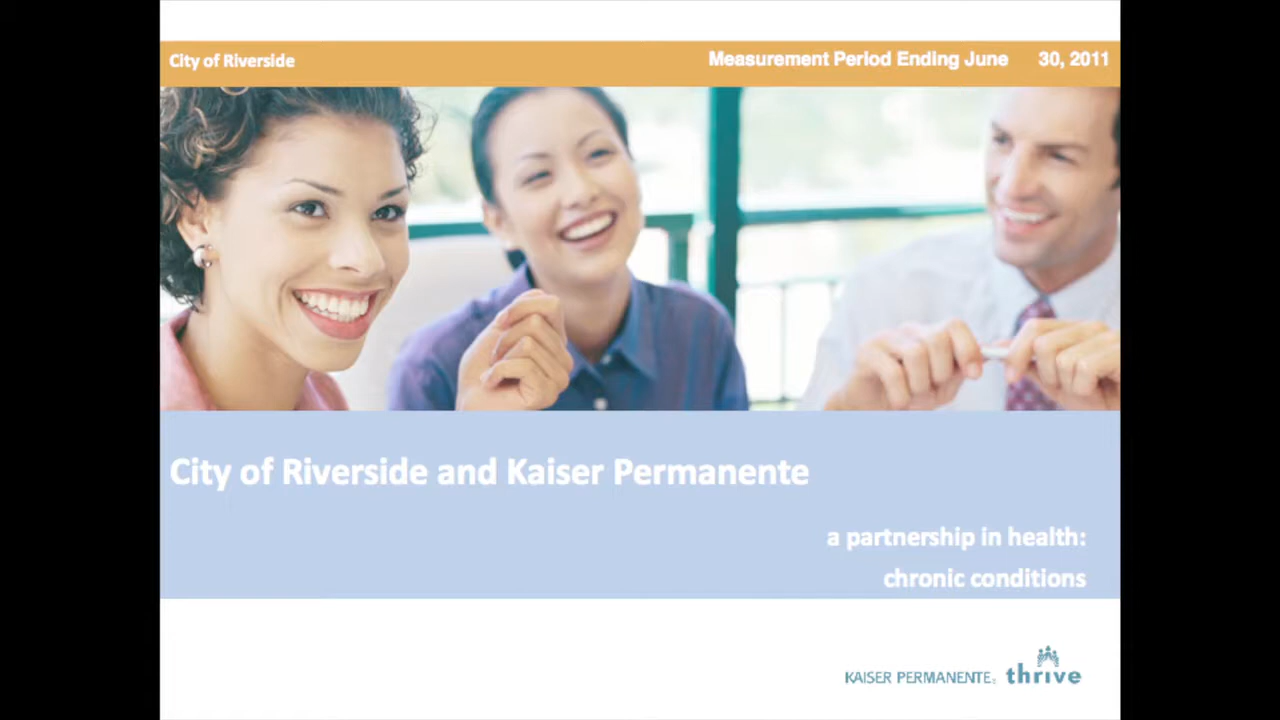 City of Riverside
Measurement Period Ending June 30, 2011
City of Riverside and Kaiser Permanente
a partnership in health:
chronic conditions
KAISER PERMANENTE® thrive